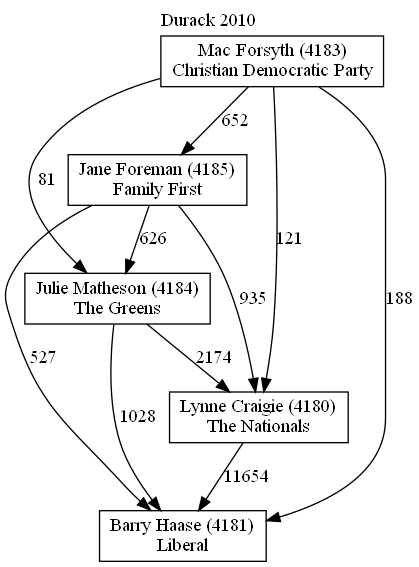 Durack 2010
Mac Forsyth (4183)
Christian Democratic Party
652
Jane Foreman (4185)
Family First
81
626
121
Julie Matheson (4184)
The Greens
935
188
527
2174
1028
Lynne Craigie (4180)
The Nationals
11654
Barry Haase (4181)
Liberal